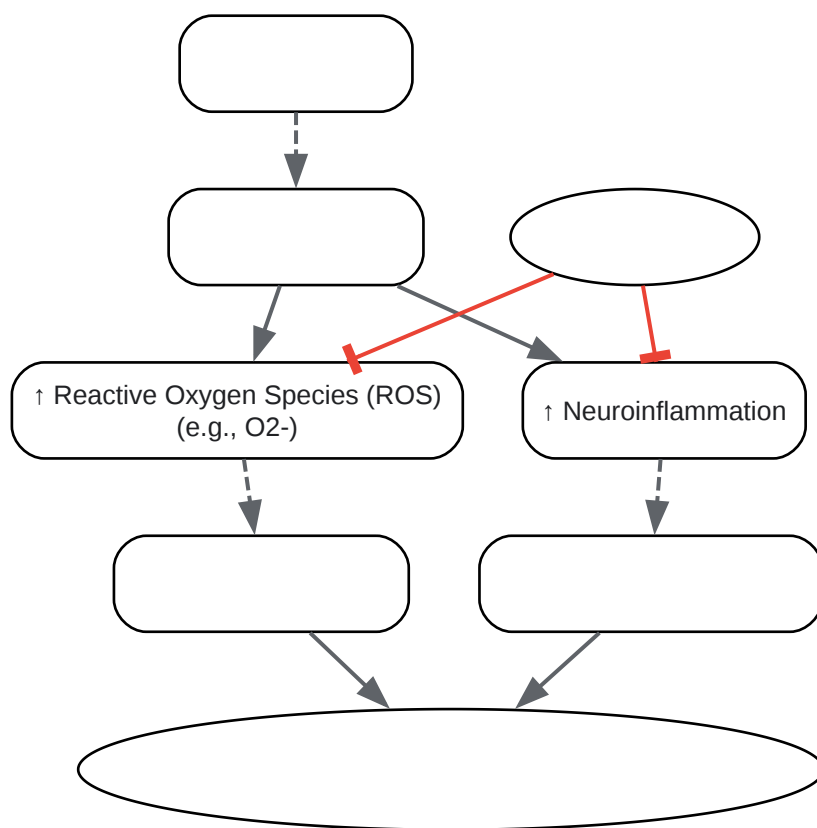 ↑ Reactive Oxygen Species (ROS)
(e.g., O2-)
↑ Neuroinflammation